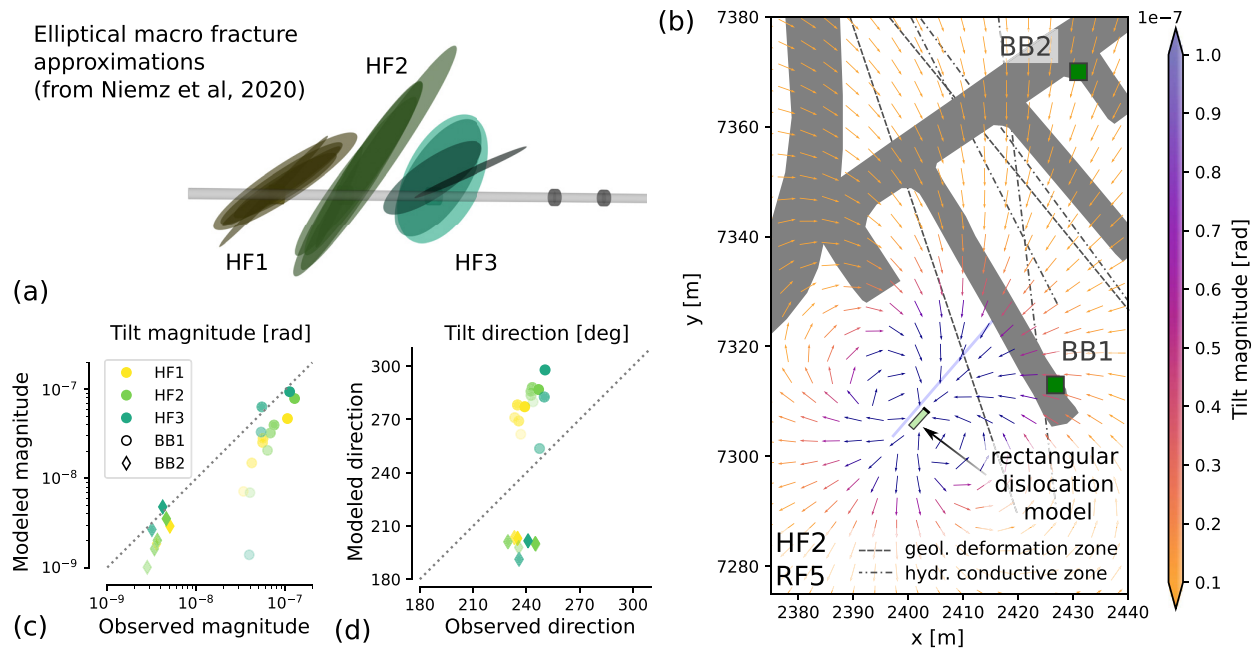 Elliptical macro fracture
approximations
(from Niemz et al, 2020)
HF2
HF1
HF3
(a)
(b)
7380
7360
7340
7320
7300
7280
y [m]
2380
2390
2400
2410
2420
2430
2440
x [m]
BB2
BB1
rectangular
dislocation
model
HF2
RF5
geol. deformation zone
hydr. conductive zone
1e-7
1.0
0.9
0.8
0.7
0.6
0.5
0.4
0.3
0.2
0.1
Tilt magnitude [rad]
Tilt magnitude [rad]
HF1
HF2
HF3
BB1
BB2
10⁻⁷
10⁻⁸
10⁻⁹
Modeled magnitude
10⁻⁹
10⁻⁸
10⁻⁷
Observed magnitude
(c)
Tilt direction [deg]
300
270
240
210
180
Modeled direction
180
210
240
270
300
Observed direction
(d)